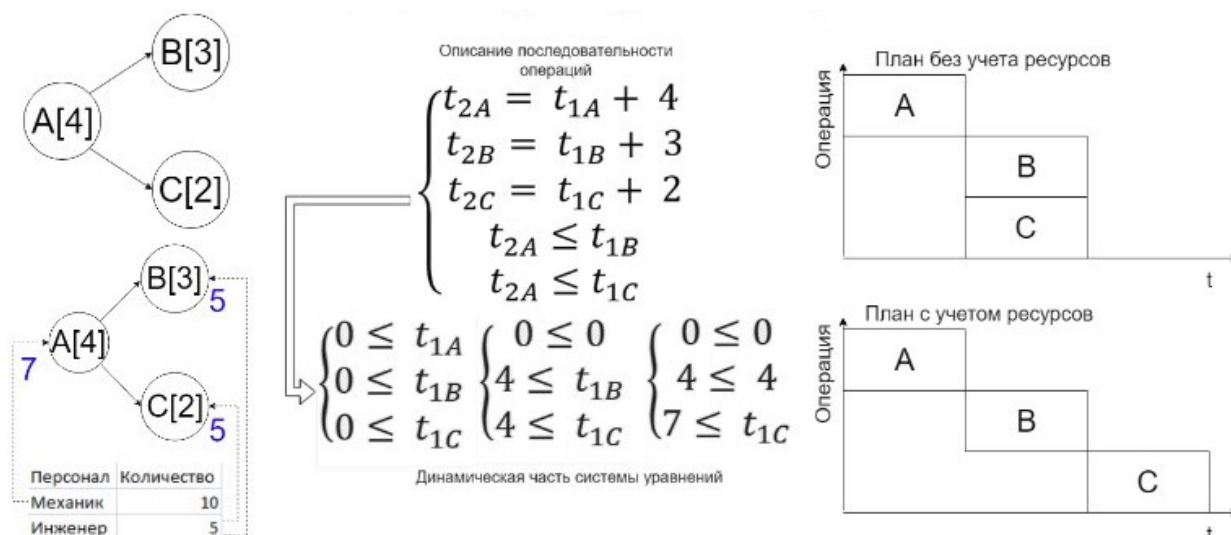 B[3]
A[4]
C[2]
B[3]
5
A[4]
7
C[2]
5
Персонал Количество
Механик 10
Инженер 5
Описание последовательности
операций
t₂A = t₁A + 4
t₂B = t₁B + 3
t₂C = t₁C + 2
t₂A ≤ t₁B
t₂A ≤ t₁C
0 ≤ t₁A
0 ≤ t₁B
0 ≤ t₁C
0 ≤ 0
4 ≤ t₁B
4 ≤ t₁C
0 ≤ 0
4 ≤ 4
7 ≤ t₁C
Динамическая часть системы уравнений
План без учета ресурсов
Операция
A
B
C
t
План с учетом ресурсов
Операция
A
B
C
t